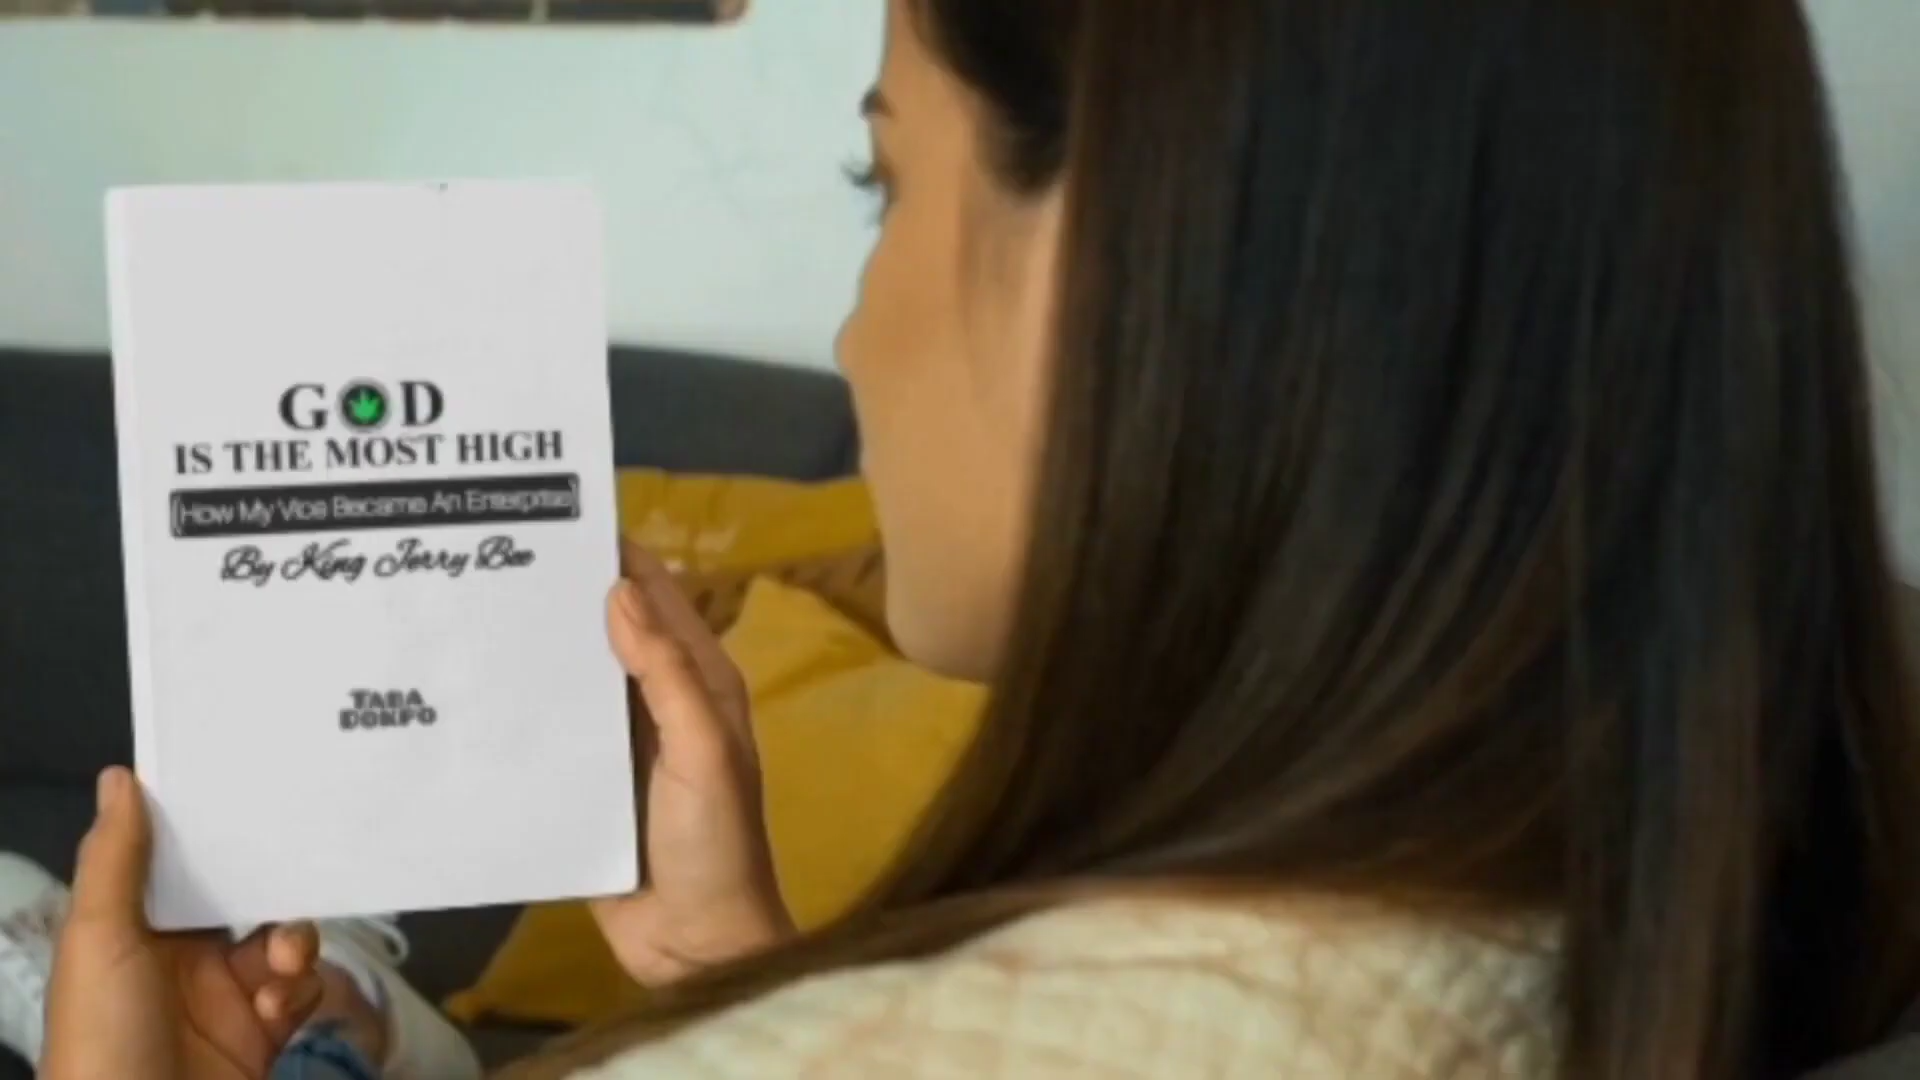 GOD
IS THE MOST HIGH
(How My Vice Became An Enterprise)
By King Jerry Bee
TABA
DOKPO